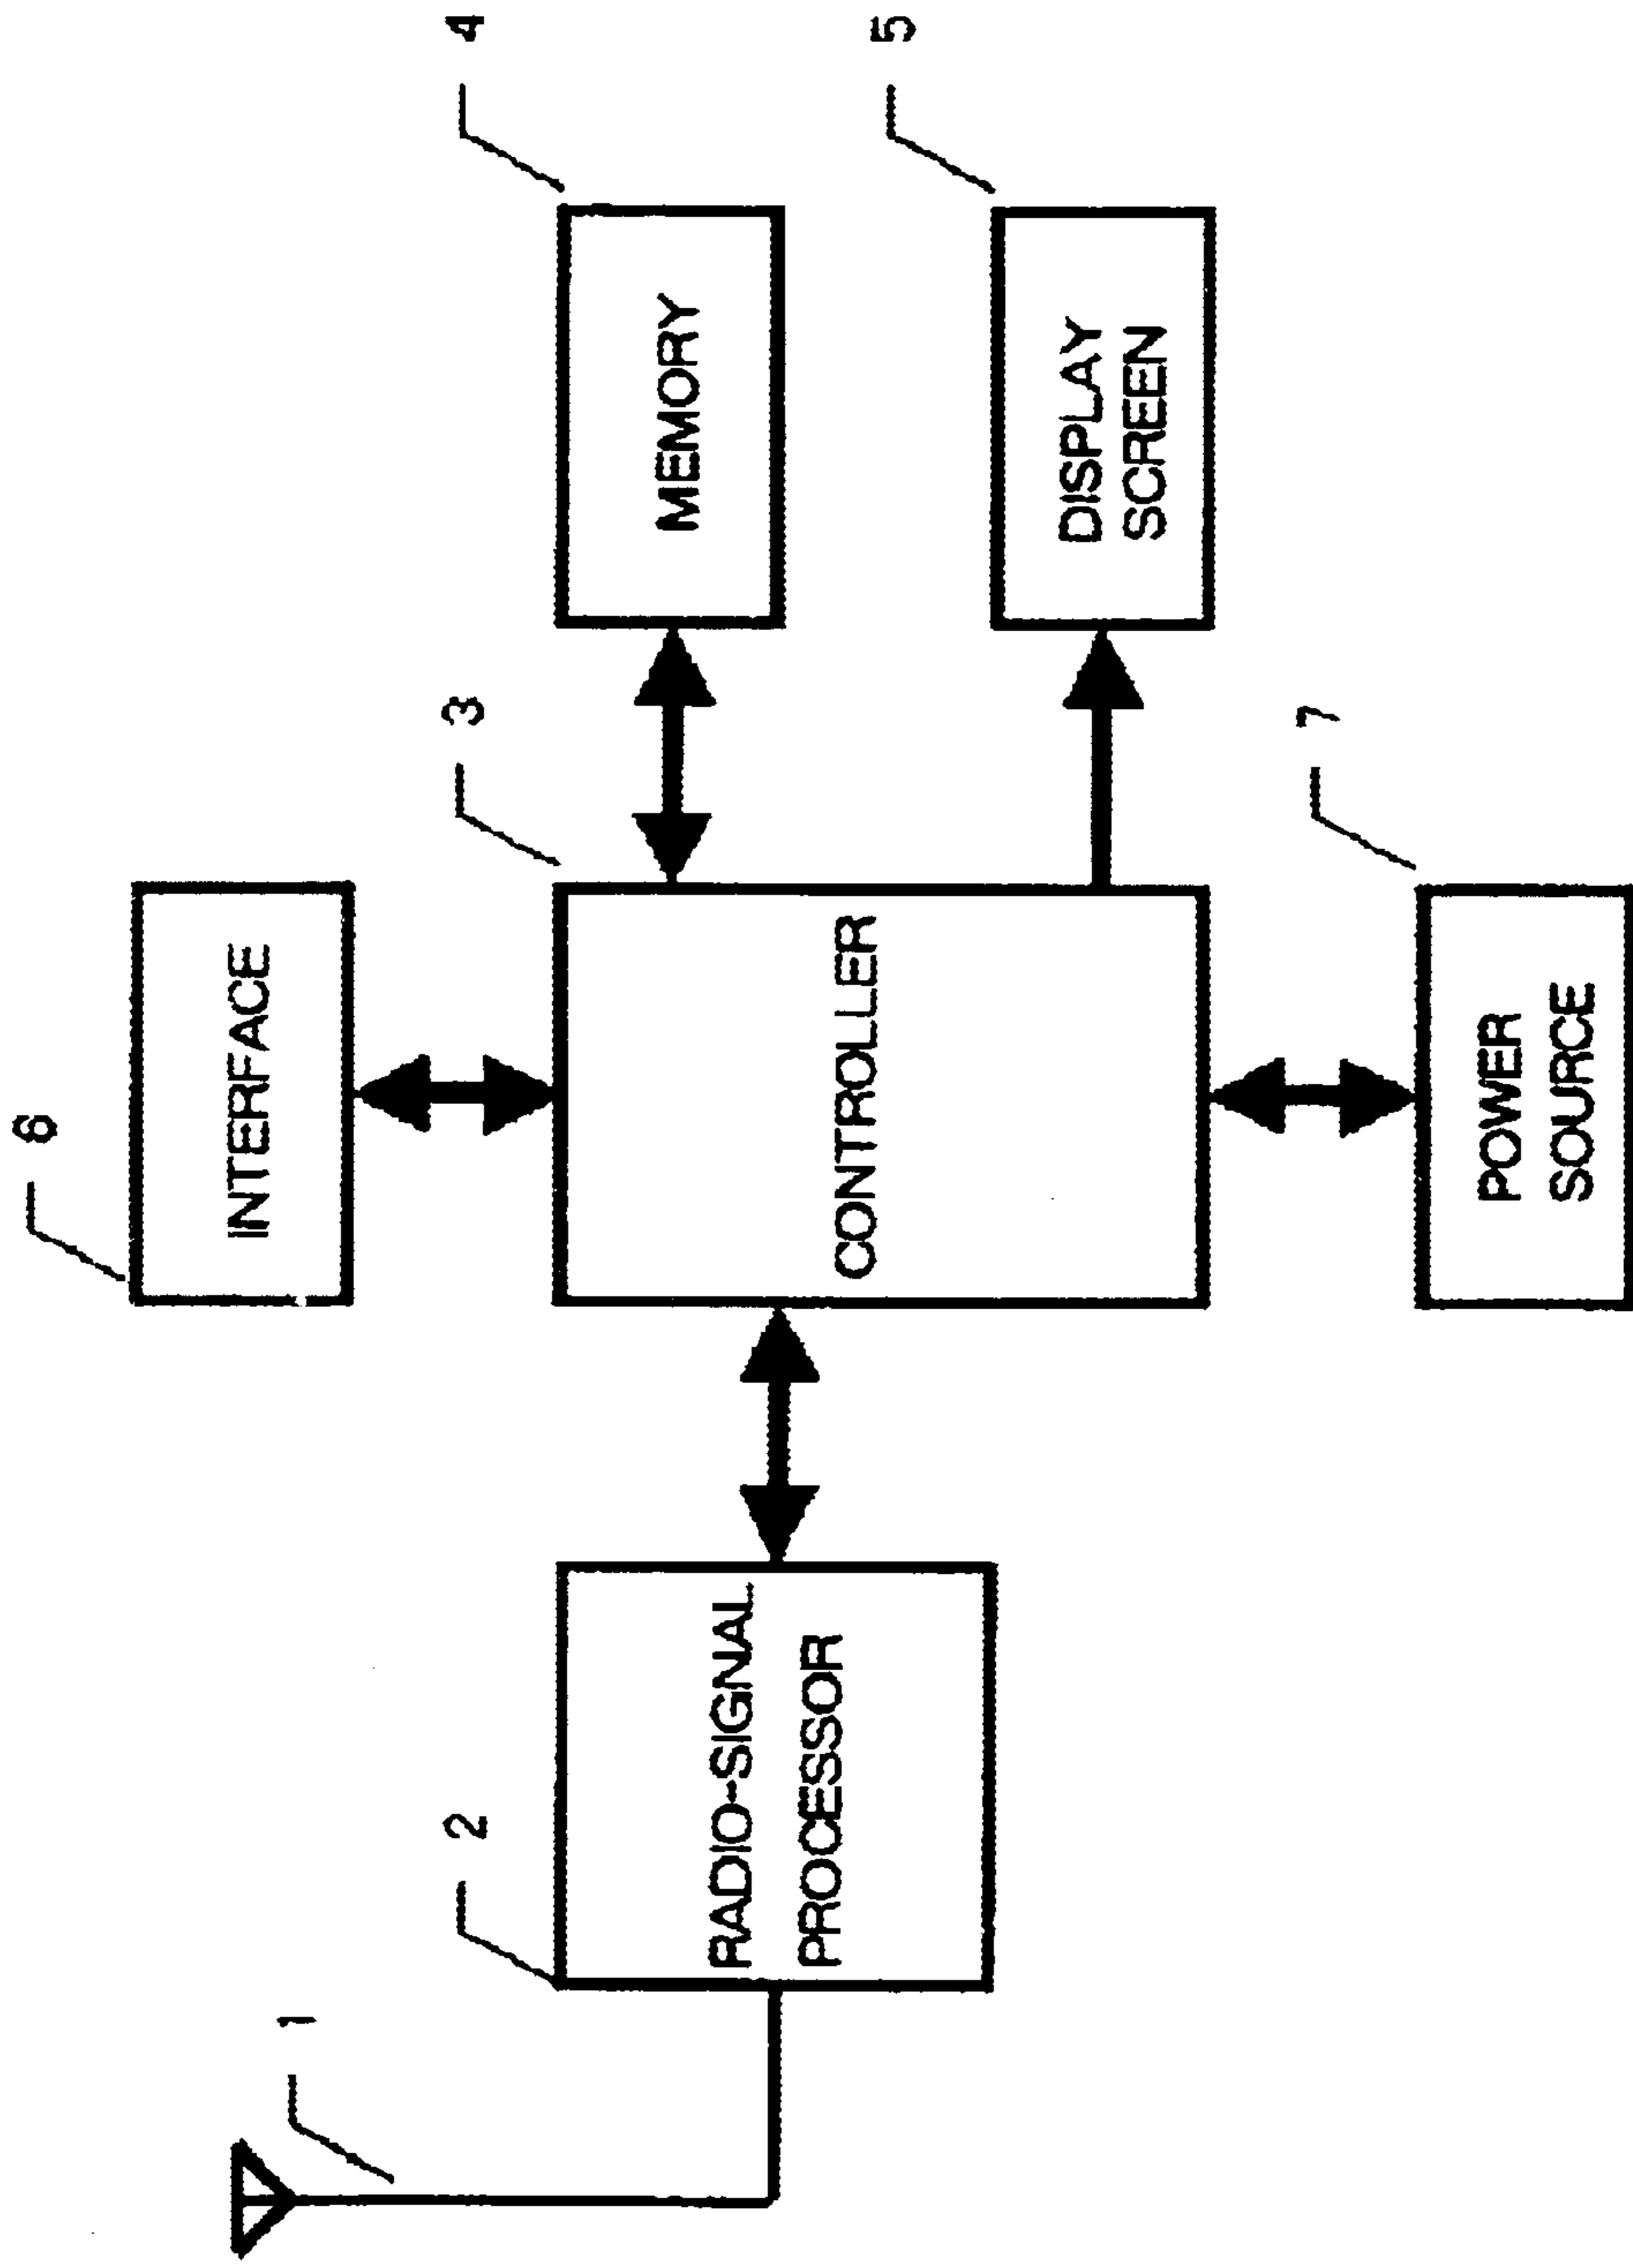 6
INTERFACE
1
2
RADIO-SIGNAL
PROCESSOR
3
CONTROLLER
4
MEMORY
5
DISPLAY
SCREEN
7
POWER
SOURCE